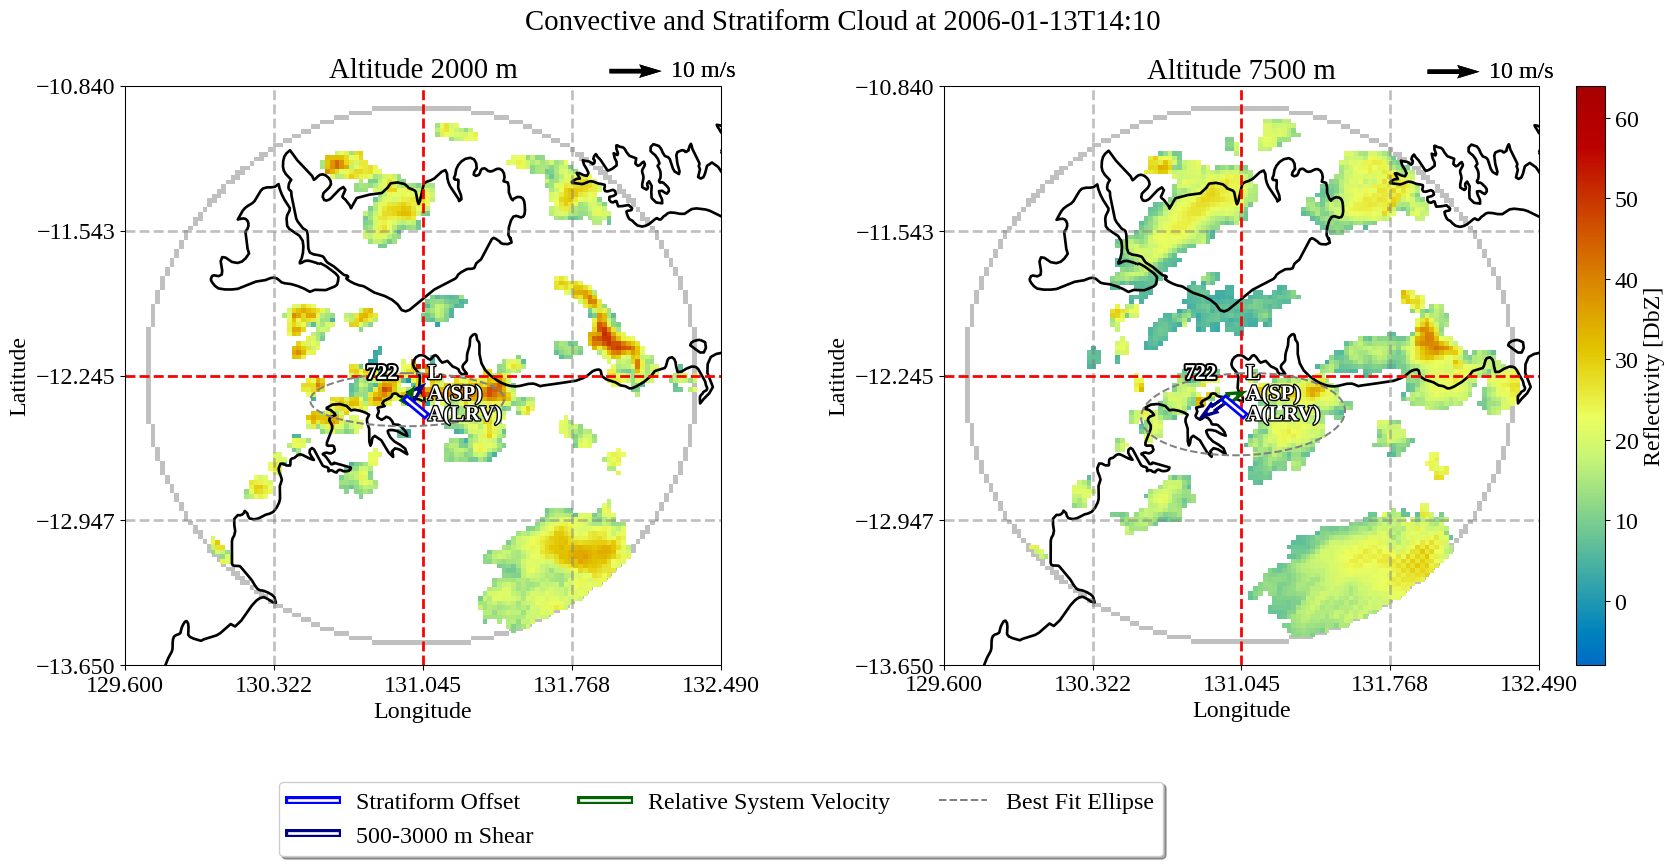 Convective and Stratiform Cloud at 2006-01-13T14:10
Altitude 2000 m
10 m/s
−10.840
−11.543
−12.245
−12.947
−13.650
Latitude
722
L
A(SP)
A(LRV)
129.600
130.322
131.045
131.768
132.490
Longitude
Altitude 7500 m
10 m/s
−10.840
−11.543
−12.245
−12.947
−13.650
Latitude
722
L
A(SP)
A(LRV)
129.600
130.322
131.045
131.768
132.490
Longitude
60
50
40
30
20
10
0
Reflectivity [DbZ]
Stratiform Offset
Relative System Velocity
Best Fit Ellipse
500-3000 m Shear